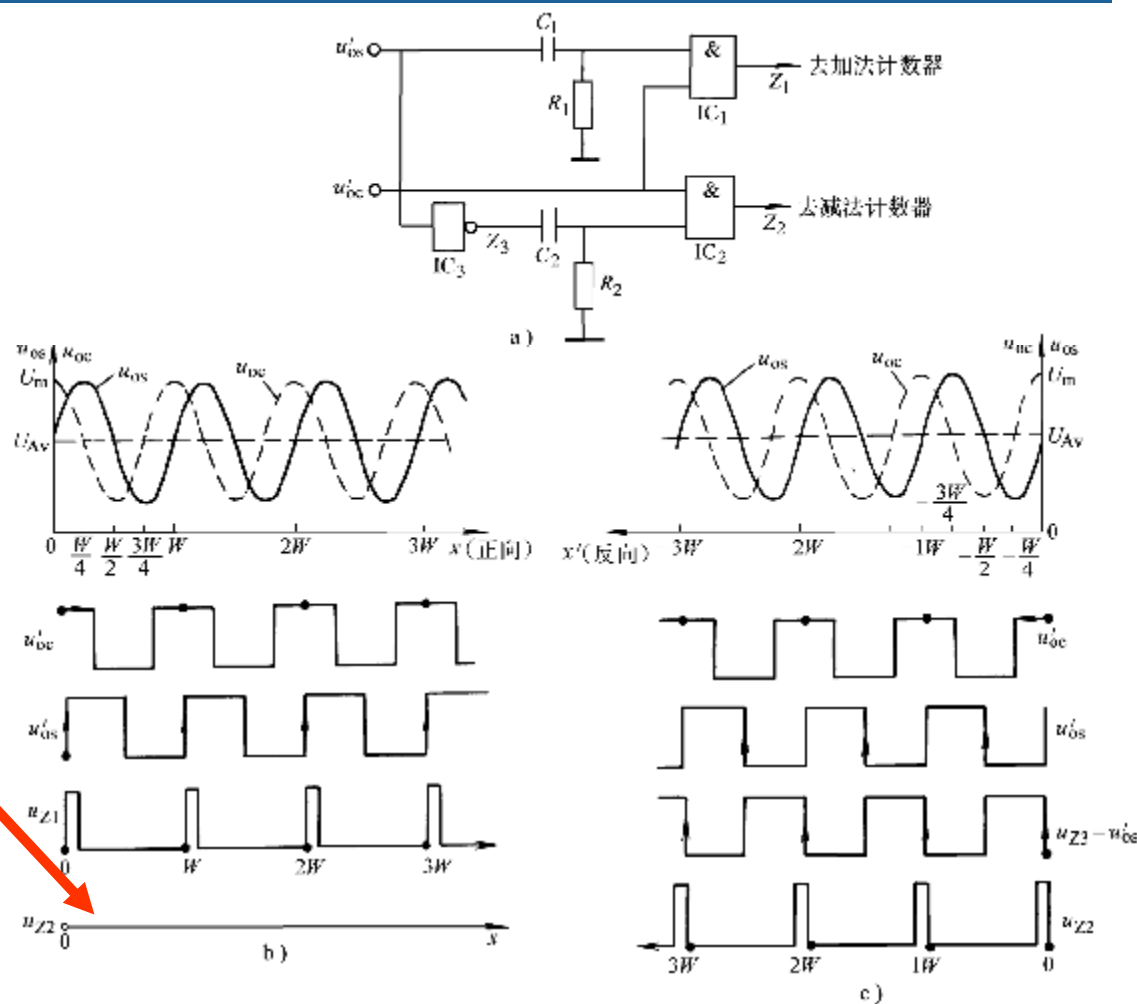 C1
u'os
&
R1
IC1
Z1
去加法计数器
u'oc
&
IC3
Z3
C2
IC2
Z2
去减法计数器
R2
a)
uos uoc
Um
uos
uoc
UAv
0 W/4 W/2 3W/4 W 2W 3W x(正向)
uoc uos
uos
uoc
Um
UAv
-3W/4
0
x'(反向) 3W 2W 1W -W/2 -W/4
u'oc
u'os
uZ1
0 W 2W 3W
uZ2
0 x
b)
u'oc
u'os
uZ3-u'os
uZ2
3W 2W 1W 0
c)